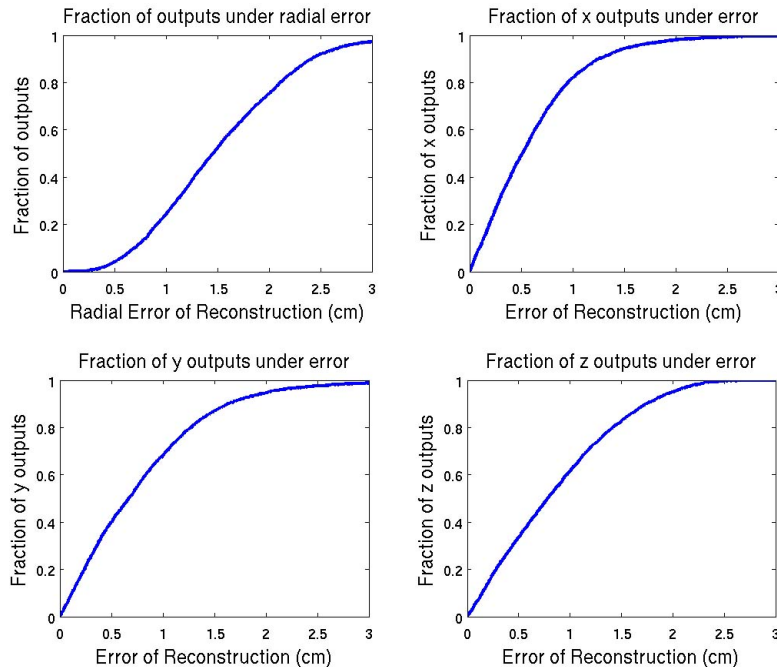 Fraction of outputs under radial error
Fraction of outputs
1
0.8
0.6
0.4
0.2
0
0 0.5 1 1.5 2 2.5 3
Radial Error of Reconstruction (cm)
Fraction of x outputs under error
Fraction of x outputs
1
0.8
0.6
0.4
0.2
0
0 0.5 1 1.5 2 2.5 3
Error of Reconstruction (cm)
Fraction of y outputs under error
Fraction of y outputs
1
0.8
0.6
0.4
0.2
0
0 0.5 1 1.5 2 2.5 3
Error of Reconstruction (cm)
Fraction of z outputs under error
Fraction of z outputs
1
0.8
0.6
0.4
0.2
0
0 0.5 1 1.5 2 2.5 3
Error of Reconstruction (cm)